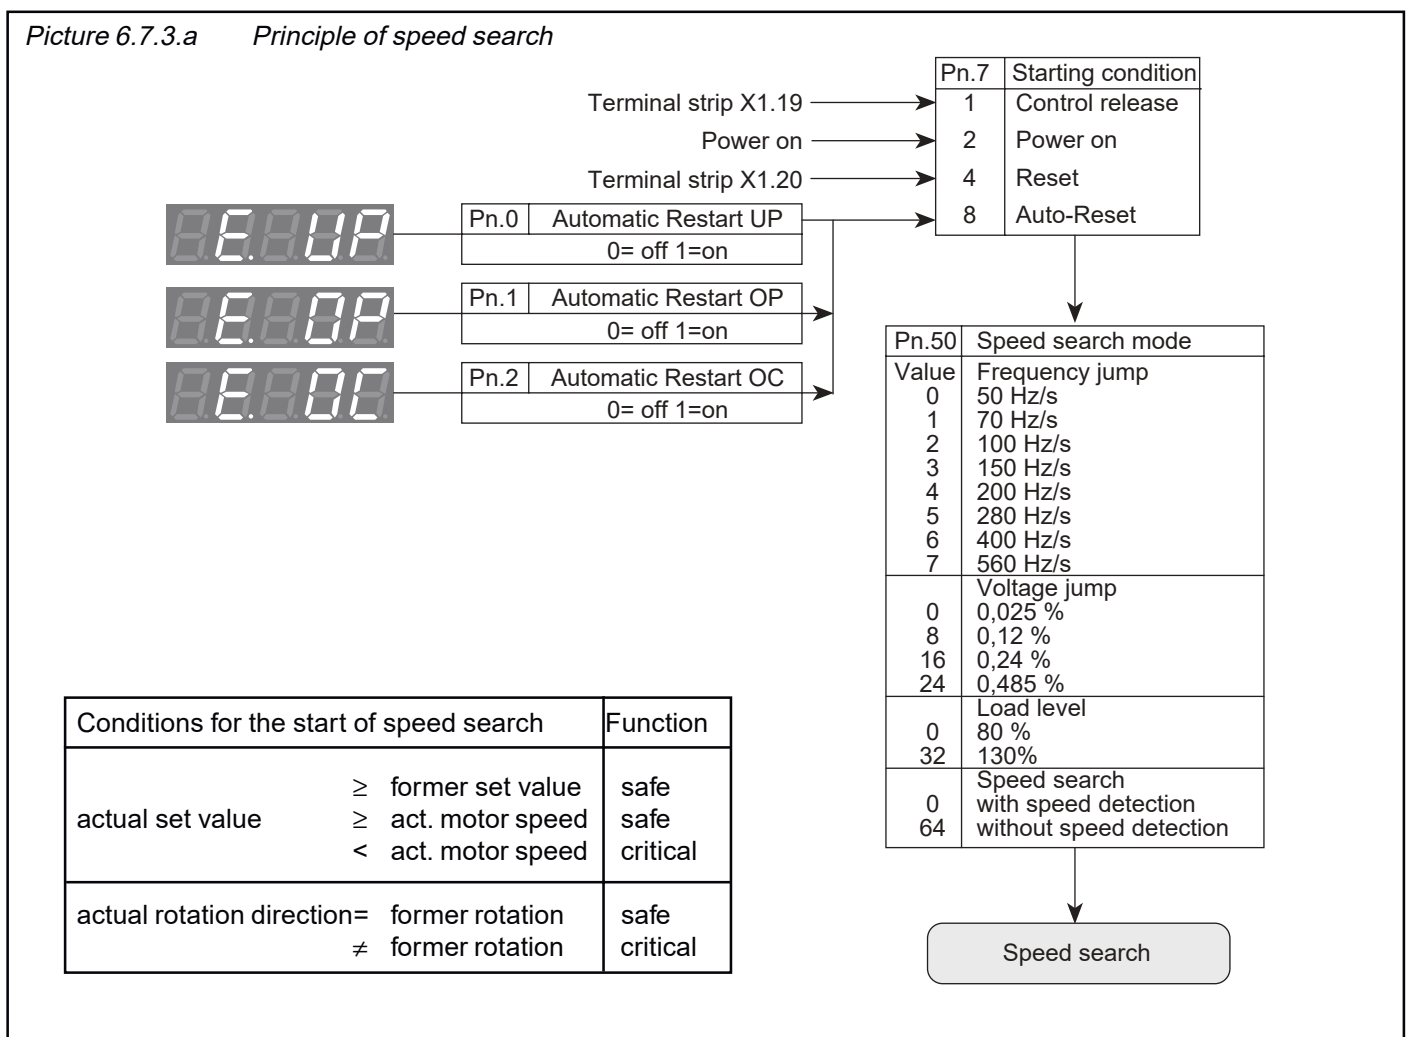 Picture 6.7.3.a Principle of speed search
Pn.7 Starting condition
Terminal strip X1.19 1 Control release
Power on 2 Power on
Terminal strip X1.20 4 Reset
8 Auto-Reset
E. UP
Pn.0 Automatic Restart UP
0= off 1=on
E. OP
Pn.1 Automatic Restart OP
0= off 1=on
E. OC
Pn.2 Automatic Restart OC
0= off 1=on
Pn.50 Speed search mode
Value Frequency jump
0 50 Hz/s
1 70 Hz/s
2 100 Hz/s
3 150 Hz/s
4 200 Hz/s
5 280 Hz/s
6 400 Hz/s
7 560 Hz/s
Voltage jump
0 0,025 %
8 0,12 %
16 0,24 %
24 0,485 %
Load level
0 80 %
32 130%
Speed search
0 with speed detection
64 without speed detection
Speed search
Conditions for the start of speed search Function
≥ former set value safe
actual set value ≥ act. motor speed safe
< act. motor speed critical
actual rotation direction= former rotation safe
≠ former rotation critical